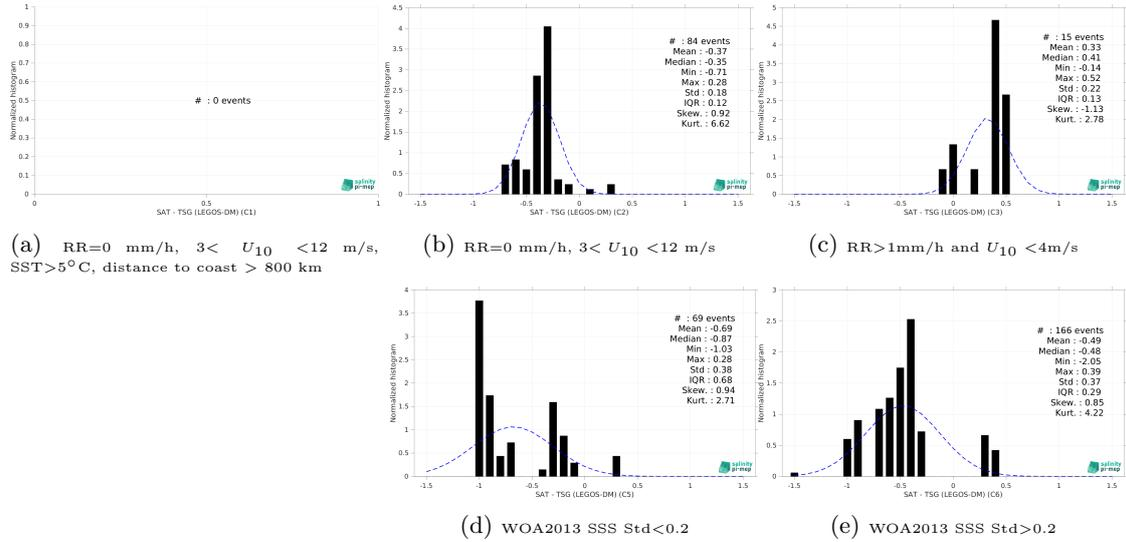 1
0.9
0.8
0.7
0.6
0.5
0.4
0.3
0.2
0.1
0
Normalized histogram
# : 0 events
salinity
pi-mep
0 0.5 1
SAT - TSG (LEGOS-DM) (C1)
(a) RR=0 mm/h, 3< U10 <12 m/s,
SST>5°C, distance to coast > 800 km
4.5
4
3.5
3
2.5
2
1.5
1
0.5
0
Normalized histogram
# : 84 events
Mean : -0.37
Median : -0.35
Min : -0.71
Max : 0.28
Std : 0.18
IQR : 0.12
Skew. : 0.92
Kurt. : 6.62
salinity
pi-mep
-1.5 -1 -0.5 0 0.5 1 1.5
SAT - TSG (LEGOS-DM) (C2)
(b) RR=0 mm/h, 3< U10 <12 m/s
5
4.5
4
3.5
3
2.5
2
1.5
1
0.5
0
Normalized histogram
# : 15 events
Mean : 0.33
Median : 0.41
Min : -0.14
Max : 0.52
Std : 0.22
IQR : 0.13
Skew. : -1.13
Kurt. : 2.78
salinity
pi-mep
-1.5 -1 -0.5 0 0.5 1 1.5
SAT - TSG (LEGOS-DM) (C3)
(c) RR>1mm/h and U10 <4m/s
4
3.5
3
2.5
2
1.5
1
0.5
0
Normalized histogram
# : 69 events
Mean : -0.69
Median : -0.87
Min : -1.03
Max : 0.28
Std : 0.38
IQR : 0.68
Skew. : 0.94
Kurt. : 2.71
salinity
pi-mep
-1.5 -1 -0.5 0 0.5 1 1.5
SAT - TSG (LEGOS-DM) (C5)
(d) WOA2013 SSS Std<0.2
3
2.5
2
1.5
1
0.5
0
Normalized histogram
# : 166 events
Mean : -0.49
Median : -0.48
Min : -2.05
Max : 0.39
Std : 0.37
IQR : 0.29
Skew. : 0.85
Kurt. : 4.22
salinity
pi-mep
-1.5 -1 -0.5 0 0.5 1 1.5
SAT - TSG (LEGOS-DM) (C6)
(e) WOA2013 SSS Std>0.2